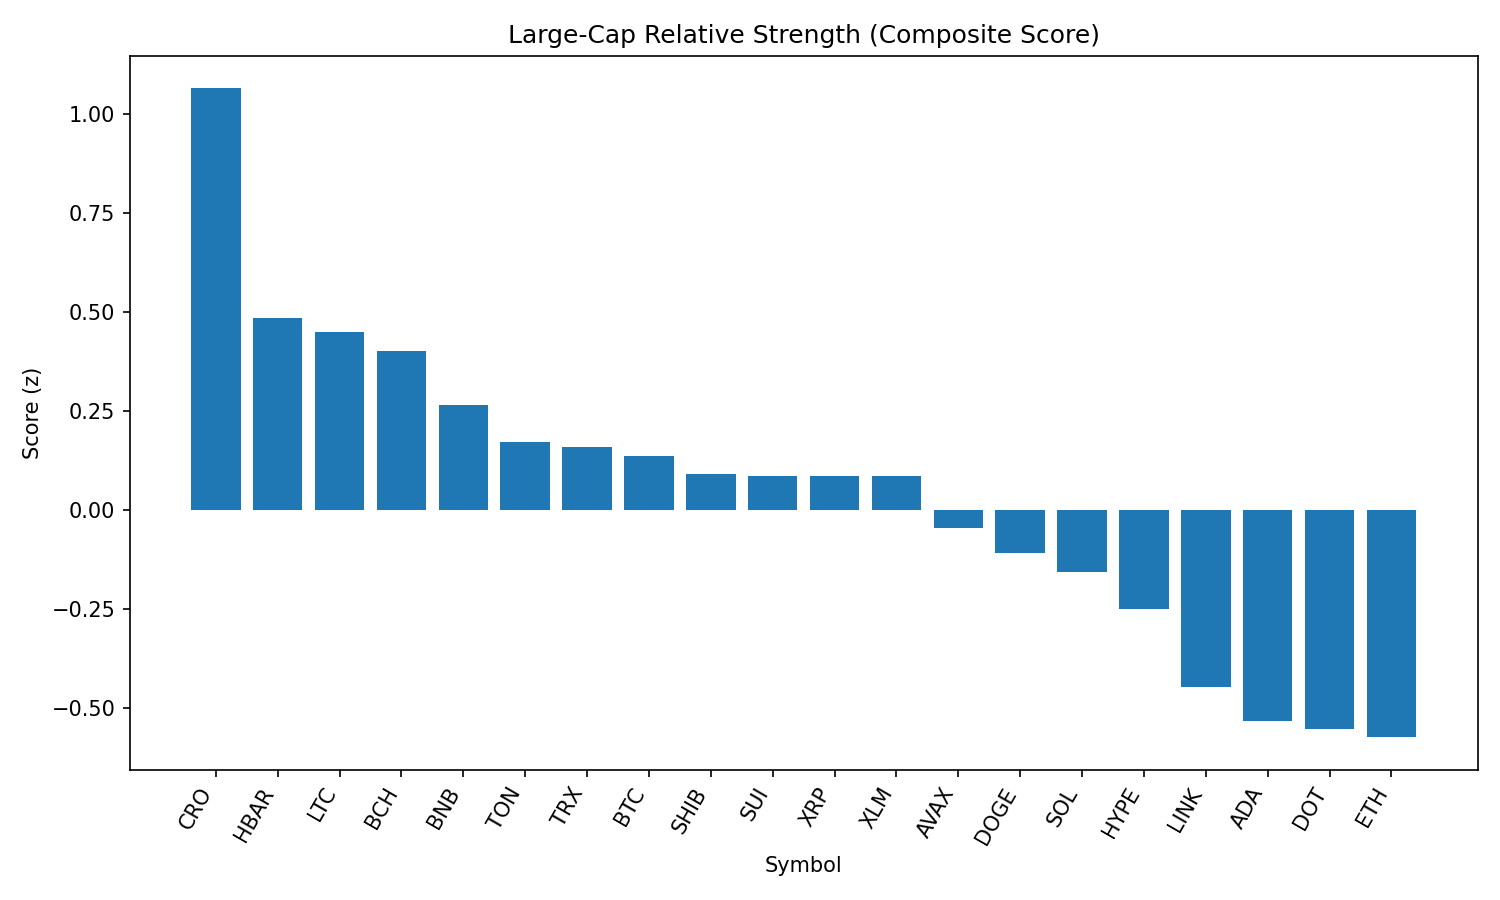 Large-Cap Relative Strength (Composite Score)
1.00
0.75
0.50
0.25
0.00
−0.25
−0.50
Score (z)
CRO
HBAR
LTC
BCH
BNB
TON
TRX
BTC
SHIB
SUI
XRP
XLM
AVAX
DOGE
SOL
HYPE
LINK
ADA
DOT
ETH
Symbol